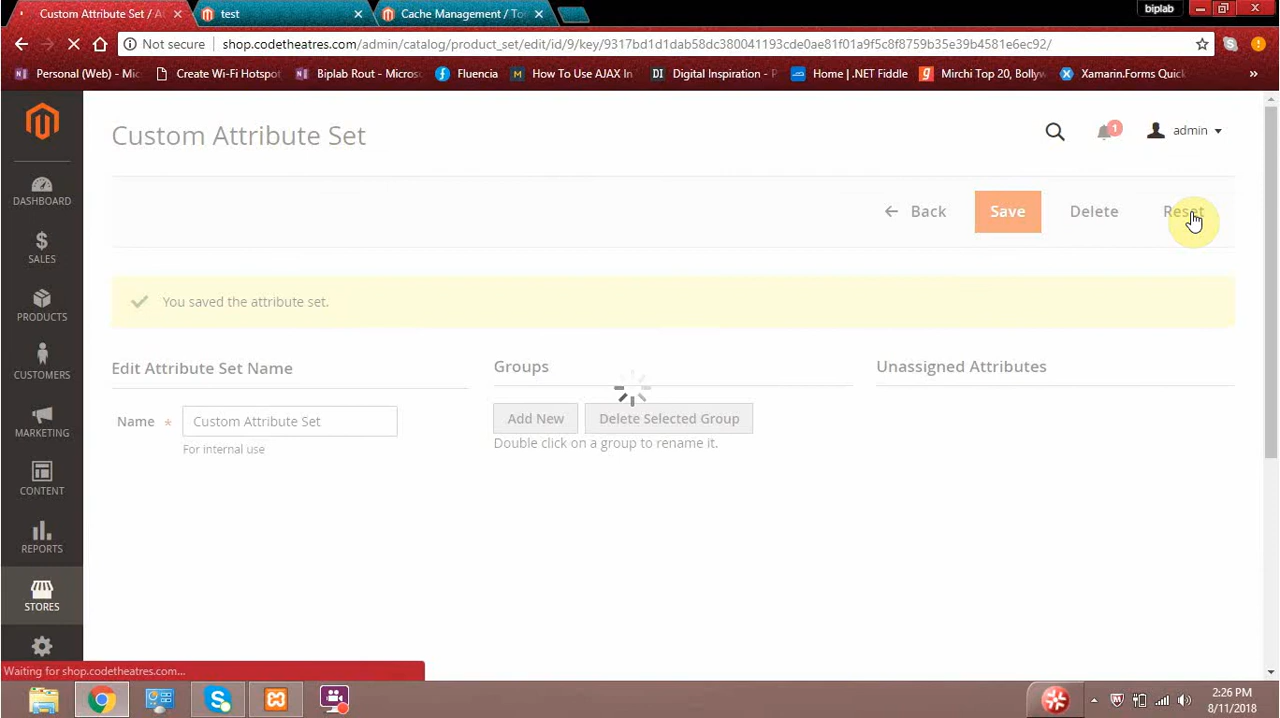 Custom Attribute Set / A
test
Cache Management / To
biplab
Not secure
shop.codetheatres.com/admin/catalog/product_set/edit/id/9/key/9317bd1d1dab58dc380041193cde0ae81f01a9f5c8f8759b35e39b4581e6ec92/
Personal (Web) - Mic
Create Wi-Fi Hotspot
Biplab Rout - Micros
Fluencia
How To Use AJAX In
Digital Inspiration - P
Home | .NET Fiddle
Mirchi Top 20, Bollyw
Xamarin.Forms Quick
»
Custom Attribute Set
1
admin
DASHBOARD
SALES
PRODUCTS
CUSTOMERS
MARKETING
CONTENT
REPORTS
STORES
Back
Save
Delete
Reset
You saved the attribute set.
Edit Attribute Set Name
Groups
Unassigned Attributes
Name *
Custom Attribute Set
For internal use
Add New
Delete Selected Group
Double click on a group to rename it.
Waiting for shop.codetheatres.com...
2:26 PM
8/11/2018